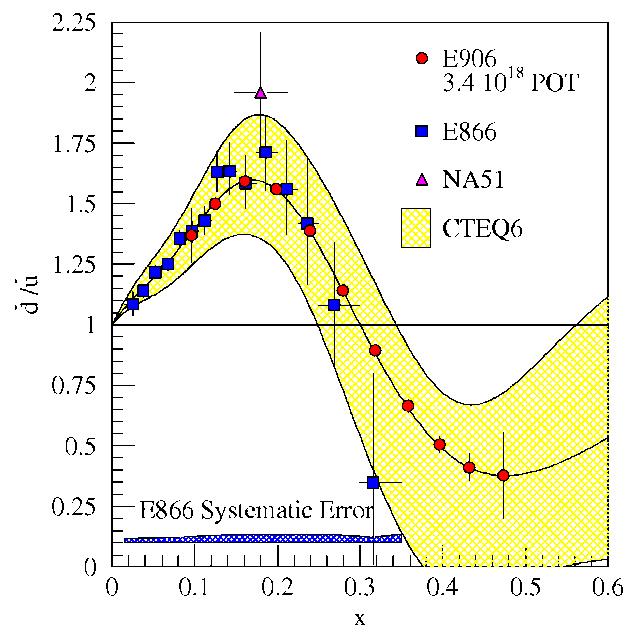 2.25
2
1.75
1.5
1.25
1
0.75
0.5
0.25
0
d̄/ū
E906
3.4 10^18 POT
E866
NA51
CTEQ6
E866 Systematic Error
0 0.1 0.2 0.3 0.4 0.5 0.6
x